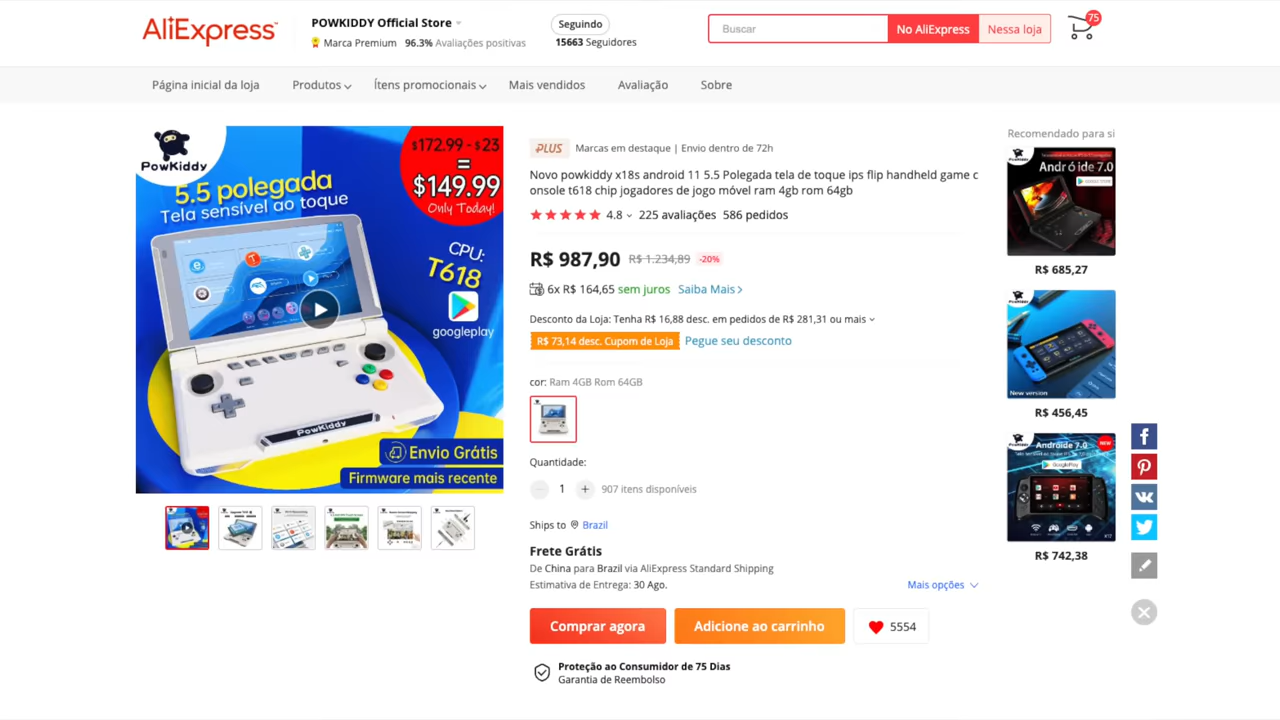 AliExpress
POWKIDDY Official Store
Marca Premium 96.3% Avaliações positivas
Seguindo
15663 Seguidores
Buscar
No AliExpress
Nessa loja
75
Página inicial da loja
Produtos
Ítens promocionais
Mais vendidos
Avaliação
Sobre
PowKiddy
5.5 polegada
Tela sensível ao toque
$172.99 - $23
=
$149.99
Only Today!
CPU:
T618
googleplay
PowKiddy
Envio Grátis
Firmware mais recente
PLUS Marcas em destaque | Envio dentro de 72h
Novo powkiddy x18s android 11 5.5 Polegada tela de toque ips flip handheld game c
onsole t618 chip jogadores de jogo móvel ram 4gb rom 64gb
4.8 225 avaliações 586 pedidos
R$ 987,90 R$ 1.234,89 -20%
6x R$ 164,65 sem juros Saiba Mais
Desconto da Loja: Tenha R$ 16,88 desc. em pedidos de R$ 281,31 ou mais
R$ 73,14 desc. Cupom de Loja Pegue seu desconto
cor: Ram 4GB Rom 64GB
Quantidade:
1 + 907 itens disponíveis
Ships to Brazil
Frete Grátis
De China para Brazil via AliExpress Standard Shipping
Estimativa de Entrega: 30 Ago.
Mais opções
Comprar agora
Adicione ao carrinho
5554
Proteção ao Consumidor de 75 Dias
Garantia de Reembolso
Recomendado para si
Android 7.0
R$ 685,27
New version
R$ 456,45
Androide 7.0
NEW
GooglePlay
R$ 742,38